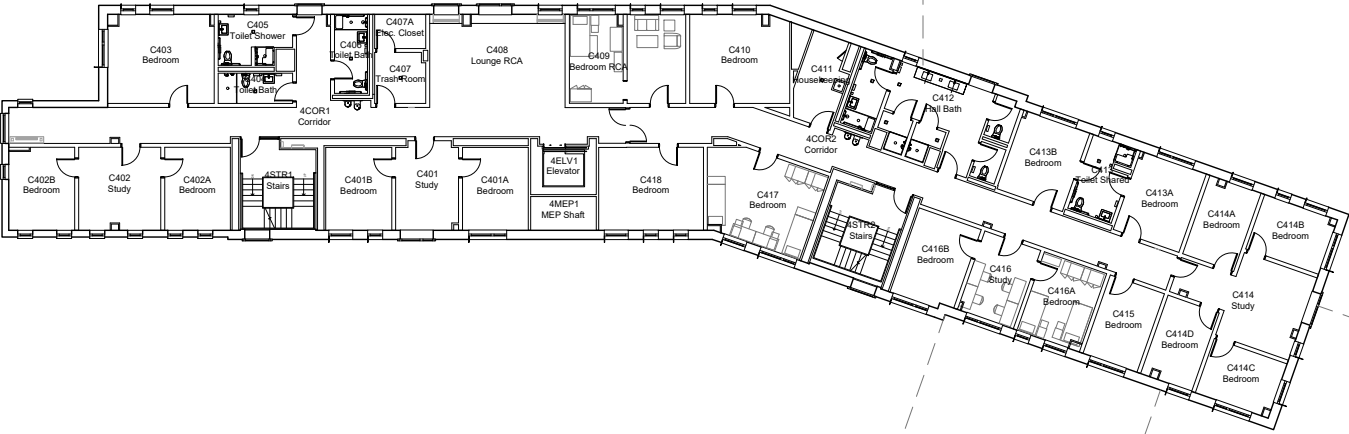 C403
Bedroom
C405
Toilet Shower
C404
Toilet Bath
C406
Toilet Bath
C407A
Elec. Closet
C407
Trash Room
C408
Lounge RCA
C409
Bedroom RCA
C410
Bedroom
C411
Housekeeping
C412
Hall Bath
4COR1
Corridor
4COR2
Corridor
C402B
Bedroom
C402
Study
C402A
Bedroom
4STR1
Stairs
C401B
Bedroom
C401
Study
C401A
Bedroom
4ELV1
Elevator
4MEP1
MEP Shaft
C418
Bedroom
C417
Bedroom
4STR2
Stairs
C413B
Bedroom
Toilet Shared
C413A
Bedroom
C414A
Bedroom
C414B
Bedroom
C416B
Bedroom
C416
Study
C416A
Bedroom
C415
Bedroom
C414
Study
C414D
Bedroom
C414C
Bedroom